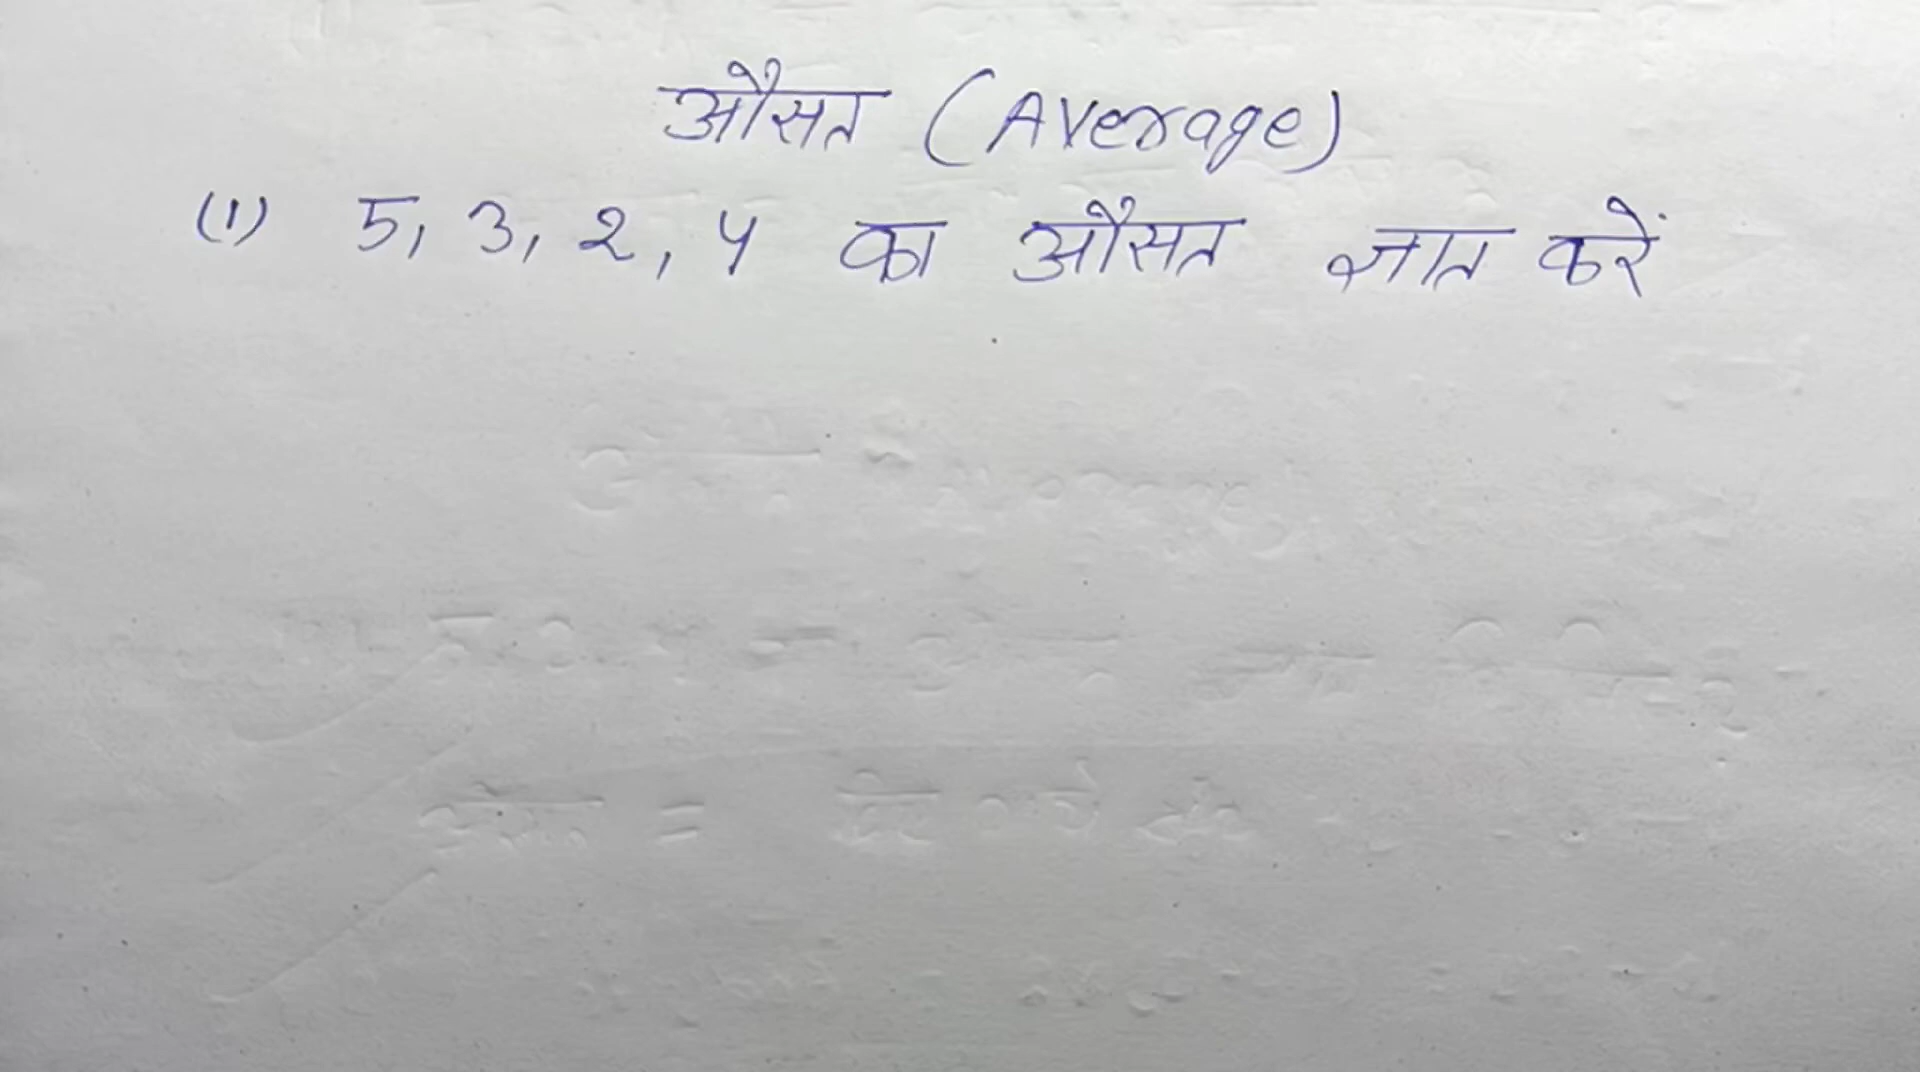 औसत (Average)
(1) 5, 3, 2, 4 का औसत ज्ञात करें